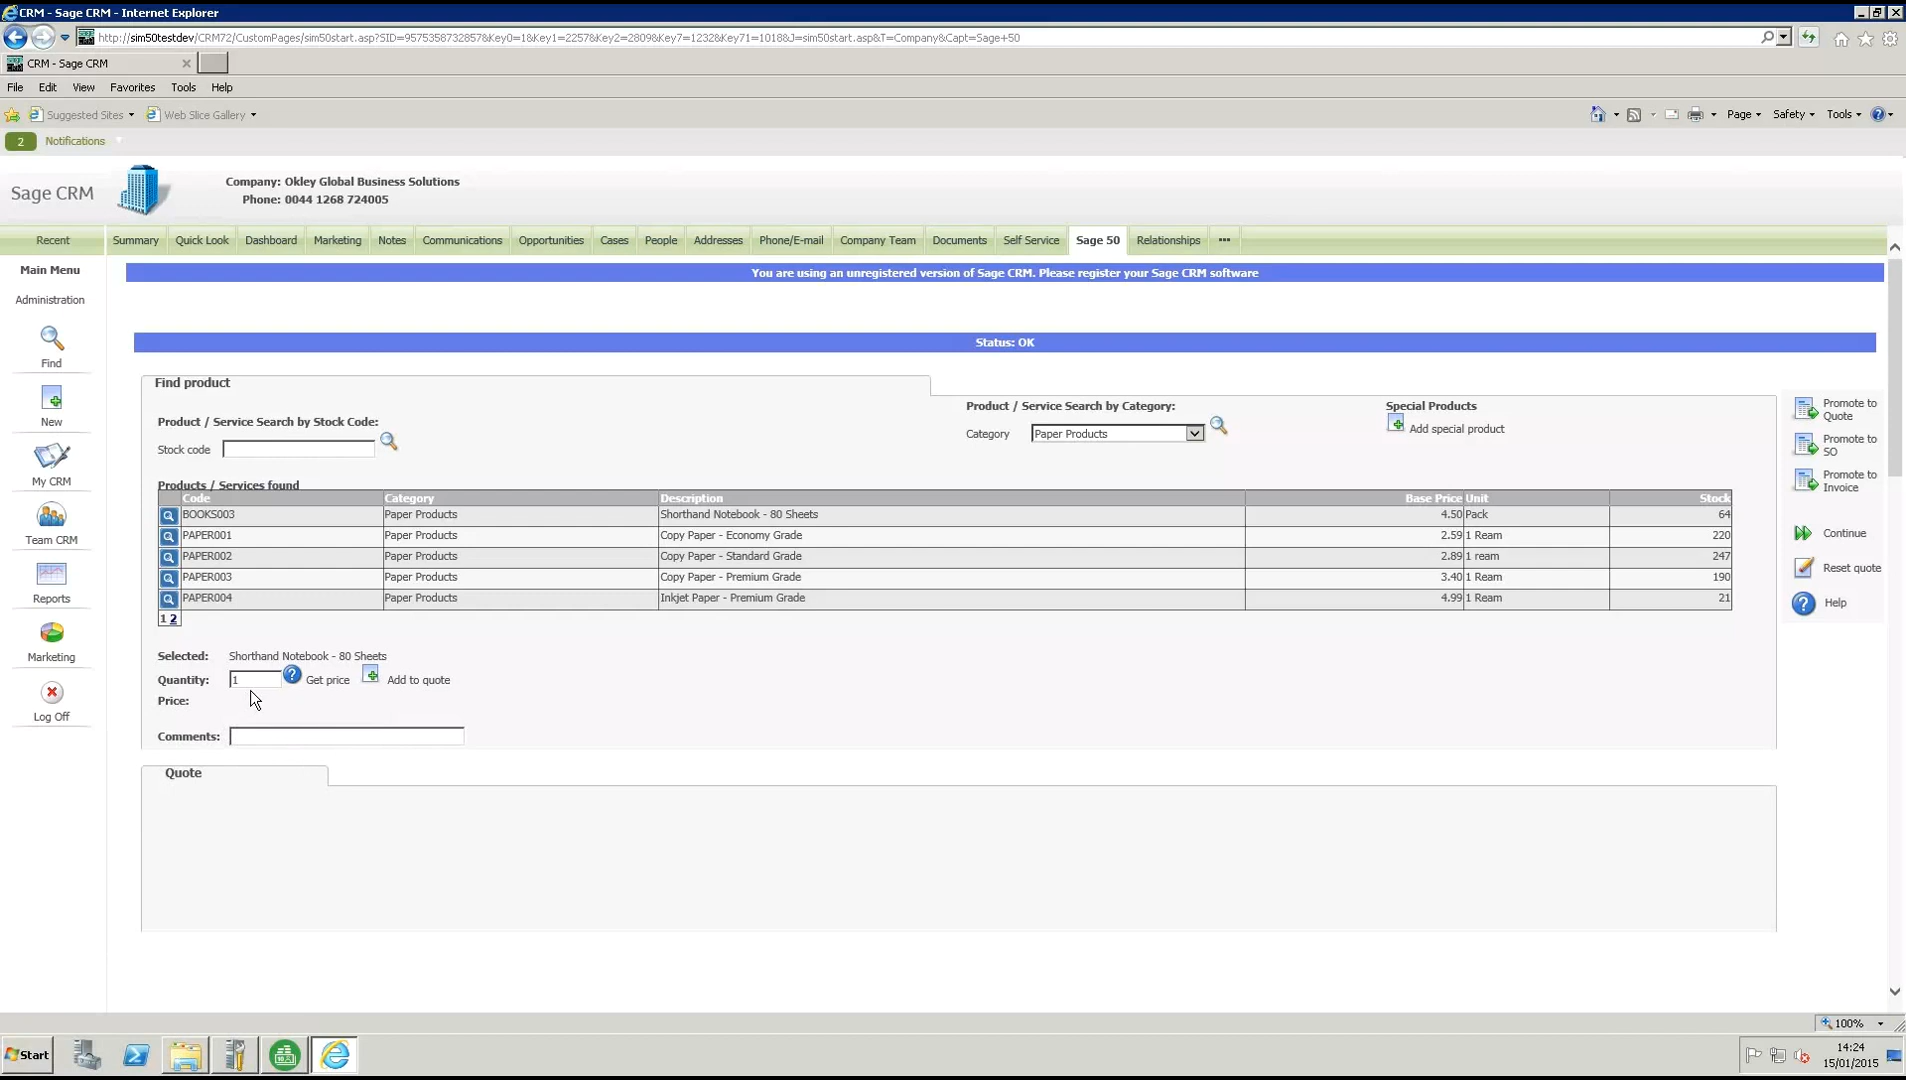 CRM - Sage CRM - Internet Explorer
http://sim50testdev/CRM72/CustomPages/sim50start.asp?SID=9575358732857&Key0=1&Key1=2257&Key2=2809&Key7=1232&Key71=1018&J=sim50start.asp&T=Company&Capt=Sage+50
CRM - Sage CRM
File Edit View Favorites Tools Help
Suggested Sites Web Slice Gallery Page Safety Tools
2 Notifications
Sage CRM
Company: Okley Global Business Solutions
Phone: 0044 1268 724005
Recent Summary Quick Look Dashboard Marketing Notes Communications Opportunities Cases People Addresses Phone/E-mail Company Team Documents Self Service Sage 50 Relationships •••
Main Menu
You are using an unregistered version of Sage CRM. Please register your Sage CRM software
Administration
Find
New
My CRM
Team CRM
Reports
Marketing
Log Off
Status: OK
Find product
Product / Service Search by Stock Code:
Stock code
Product / Service Search by Category:
Category Paper Products
Special Products
Add special product
Products / Services found
Code Category Description Base Price Unit Stock
BOOKS003 Paper Products Shorthand Notebook - 80 Sheets 4.50 Pack 64
PAPER001 Paper Products Copy Paper - Economy Grade 2.59 1 Ream 220
PAPER002 Paper Products Copy Paper - Standard Grade 2.89 1 ream 247
PAPER003 Paper Products Copy Paper - Premium Grade 3.40 1 Ream 190
PAPER004 Paper Products Inkjet Paper - Premium Grade 4.99 1 Ream 21
1 2
Selected: Shorthand Notebook - 80 Sheets
Quantity: 1 Get price Add to quote
Price:
Comments:
Quote
Promote to
Quote
Promote to
SO
Promote to
Invoice
Continue
Reset quote
Help
100%
Start
14:24
15/01/2015